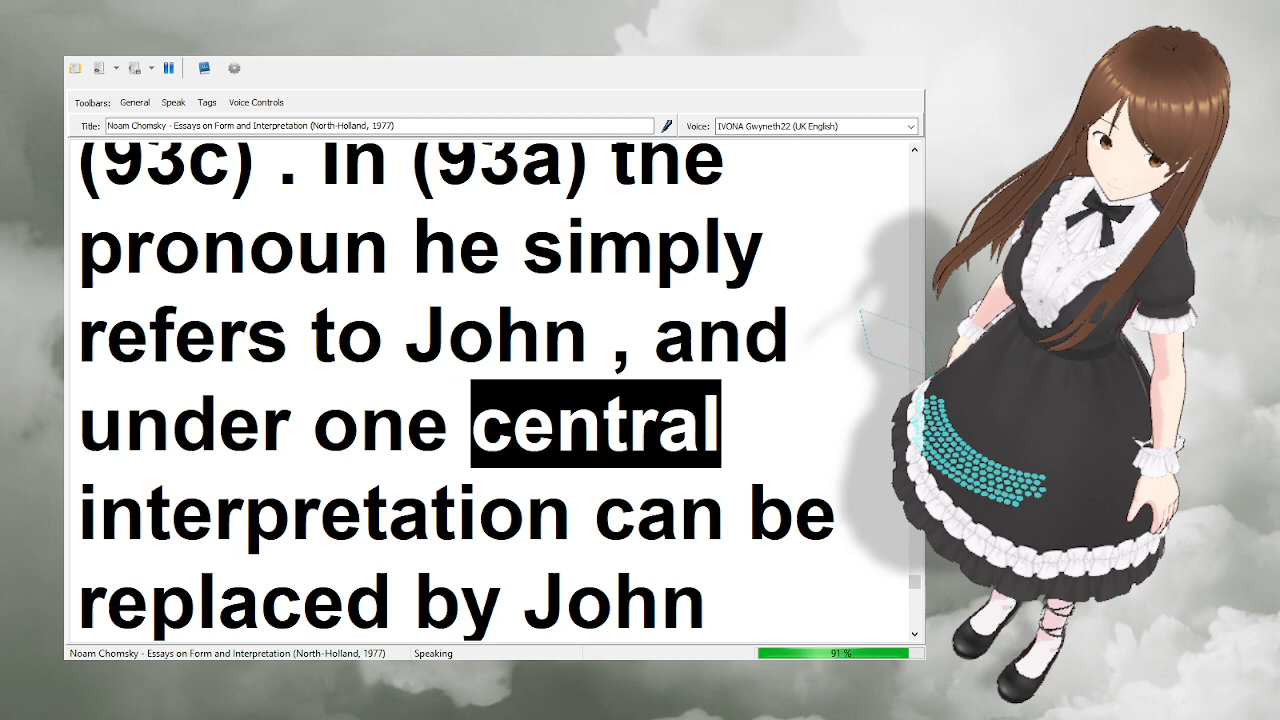 Toolbars: General Speak Tags Voice Controls
Title: Noam Chomsky - Essays on Form and Interpretation (North-Holland, 1977) Voice: IVONA Gwyneth22 (UK English)
(93c) . In (93a) the
pronoun he simply
refers to John , and
under one central
interpretation can be
replaced by John
Noam Chomsky - Essays on Form and Interpretation (North-Holland, 1977) Speaking 91 %